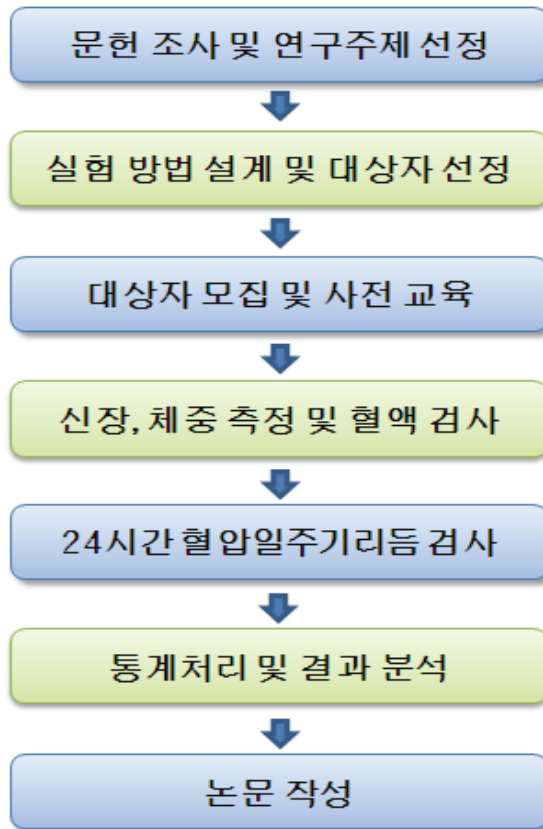 문헌 조사 및 연구주제 선정
실험 방법 설계 및 대상자 선정
대상자 모집 및 사전 교육
신장, 체중 측정 및 혈액 검사
24시간 혈압일주기리듬 검사
통계처리 및 결과 분석
논문 작성